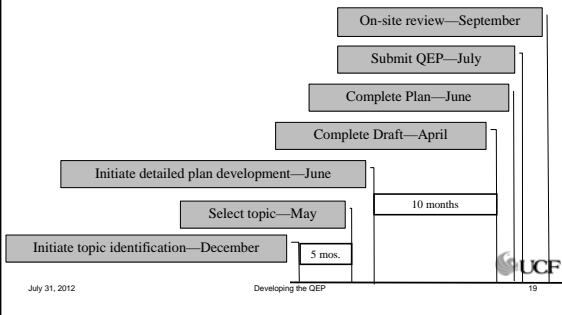 On-site review—September
Submit QEP—July
Complete Plan—June
Complete Draft—April
Initiate detailed plan development—June
10 months
Select topic—May
Initiate topic identification—December
5 mos.
UCF
July 31, 2012
Developing the QEP
19